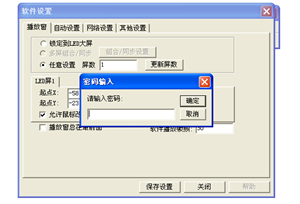 软件设置
播放窗 自动设置 网络设置 其他设置
锁定到LED大屏
多屏组合/同步 组合/同步设置
任意设置 屏数 1 更新屏数
LED屏1
密码输入
起点X: -50
请输入密码: 确定
起点Y: -23
取消
允许鼠标改
播放窗总在最前面 软件播放帧频: 30
保存设置 关闭 帮助